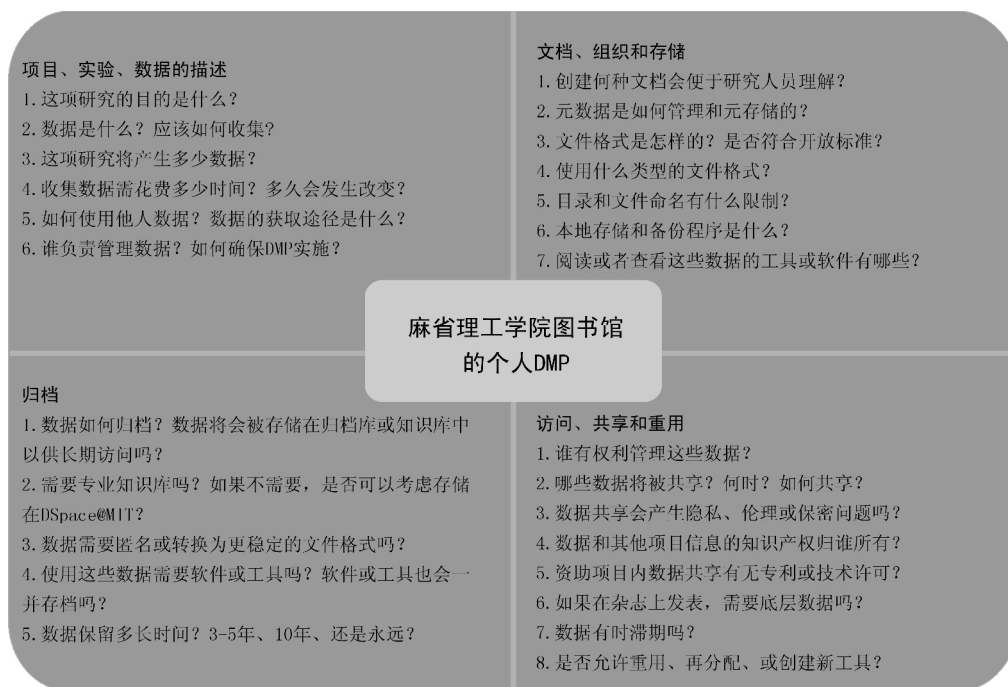 项目、实验、数据的描述
1.这项研究的目的是什么?
2.数据是什么?应该如何收集?
3.这项研究将产生多少数据?
4.收集数据需花费多少时间?多久会发生改变?
5.如何使用他人数据?数据的获取途径是什么?
6.谁负责管理数据?如何确保DMP实施?
文档、组织和存储
1.创建何种文档会便于研究人员理解?
2.元数据是如何管理和元存储的?
3.文件格式是怎样的?是否符合开放标准?
4.使用什么类型的文件格式?
5.目录和文件命名有什么限制?
6.本地存储和备份程序是什么?
7.阅读或者查看这些数据的工具或软件有哪些?
麻省理工学院图书馆
的个人DMP
归档
1.数据如何归档?数据将会被存储在归档库或知识库中
以供长期访问吗?
2.需要专业知识库吗?如果不需要,是否可以考虑存储
在DSpace@MIT?
3.数据需要匿名或转换为更稳定的文件格式吗?
4.使用这些数据需要软件或工具吗?软件或工具也会一
并存档吗?
5.数据保留多长时间?3-5年、10年、还是永远?
访问、共享和重用
1.谁有权利管理这些数据?
2.哪些数据将被共享?何时?如何共享?
3.数据共享会产生隐私、伦理或保密问题吗?
4.数据和其他项目信息的知识产权归谁所有?
5.资助项目内数据共享有无专利或技术许可?
6.如果在杂志上发表,需要底层数据吗?
7.数据有时滞期吗?
8.是否允许重用、再分配、或创建新工具?